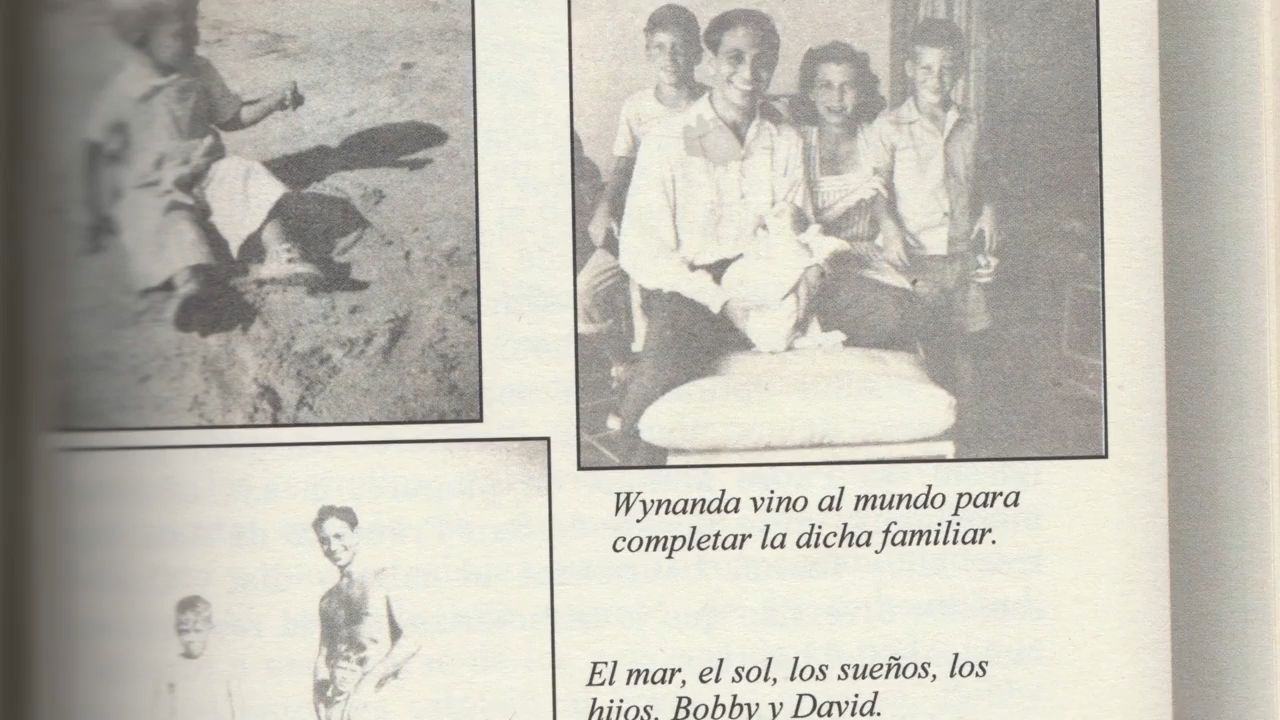 Wynanda vino al mundo para
completar la dicha familiar.
El mar, el sol, los sueños, los
hijos. Bobby y David.